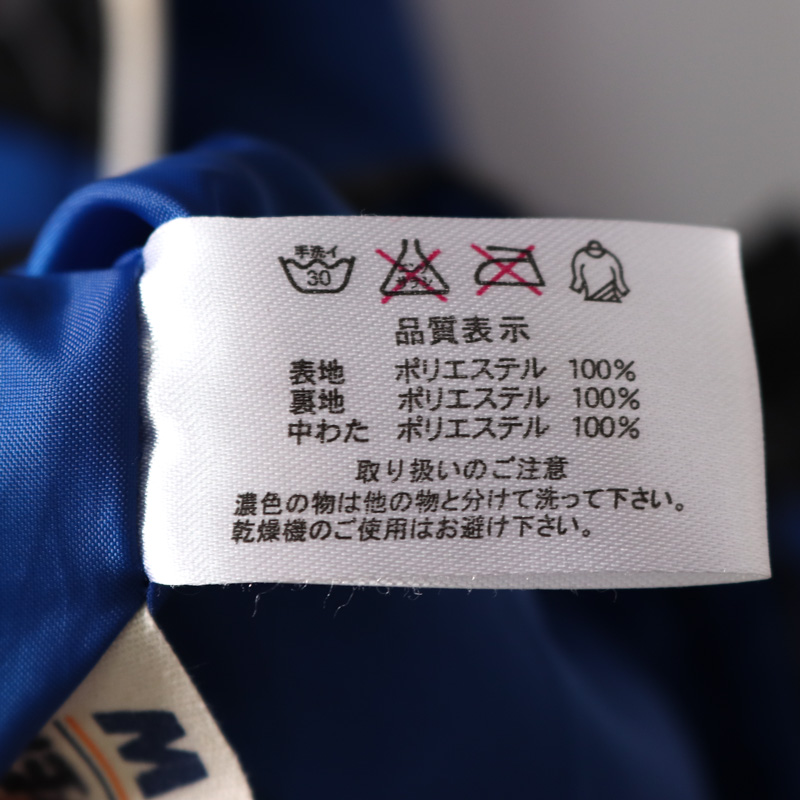 手洗イ
30
品質表示
表地 ポリエステル 100%
裏地 ポリエステル 100%
中わた ポリエステル 100%
取り扱いのご注意
濃色の物は他の物と分けて洗って下さい。
乾燥機のご使用はお避け下さい。
M